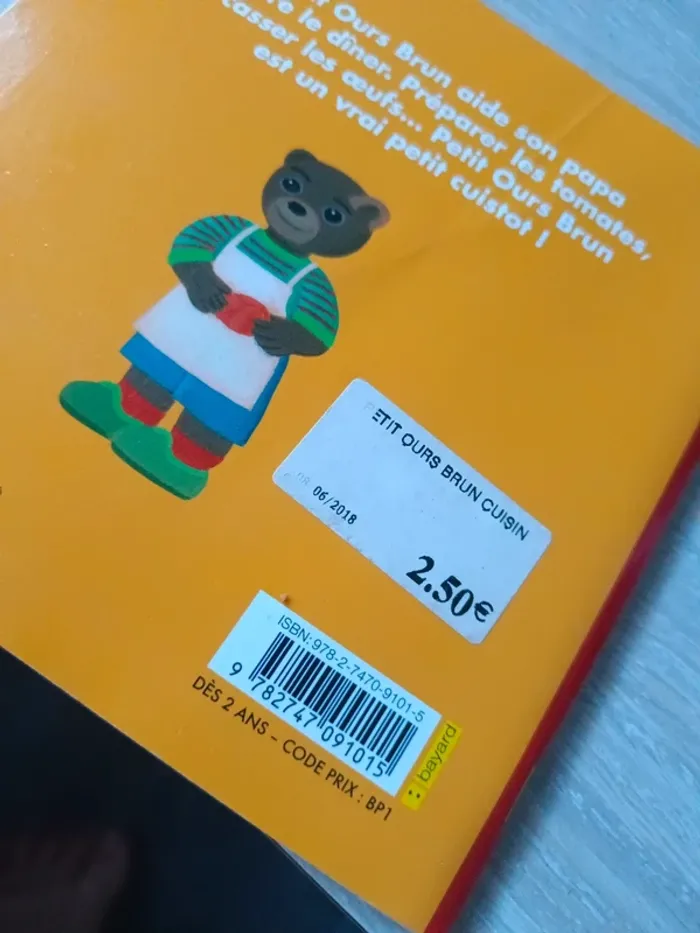 Ours Brun aide son papa
le dîner. Préparer les tomates,
casser les œufs... Petit Ours Brun
est un vrai petit cuistot !
PETIT OURS BRUN CUISIN
06/2018
2.50€
ISBN: 978-2-7470-9101-5
9 782747 091015
DÈS 2 ANS – CODE PRIX : BP1
bayard